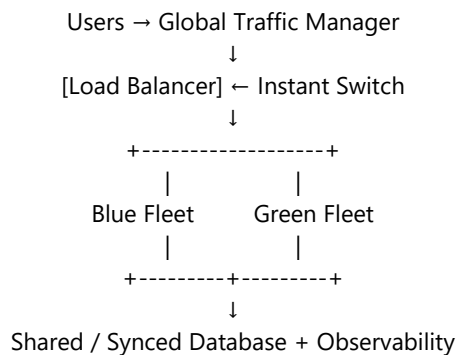 Users → Global Traffic Manager
↓
[Load Balancer] ← Instant Switch
↓
+-------------------+
| |
Blue Fleet Green Fleet
| |
+---------+---------+
↓
Shared / Synced Database + Observability